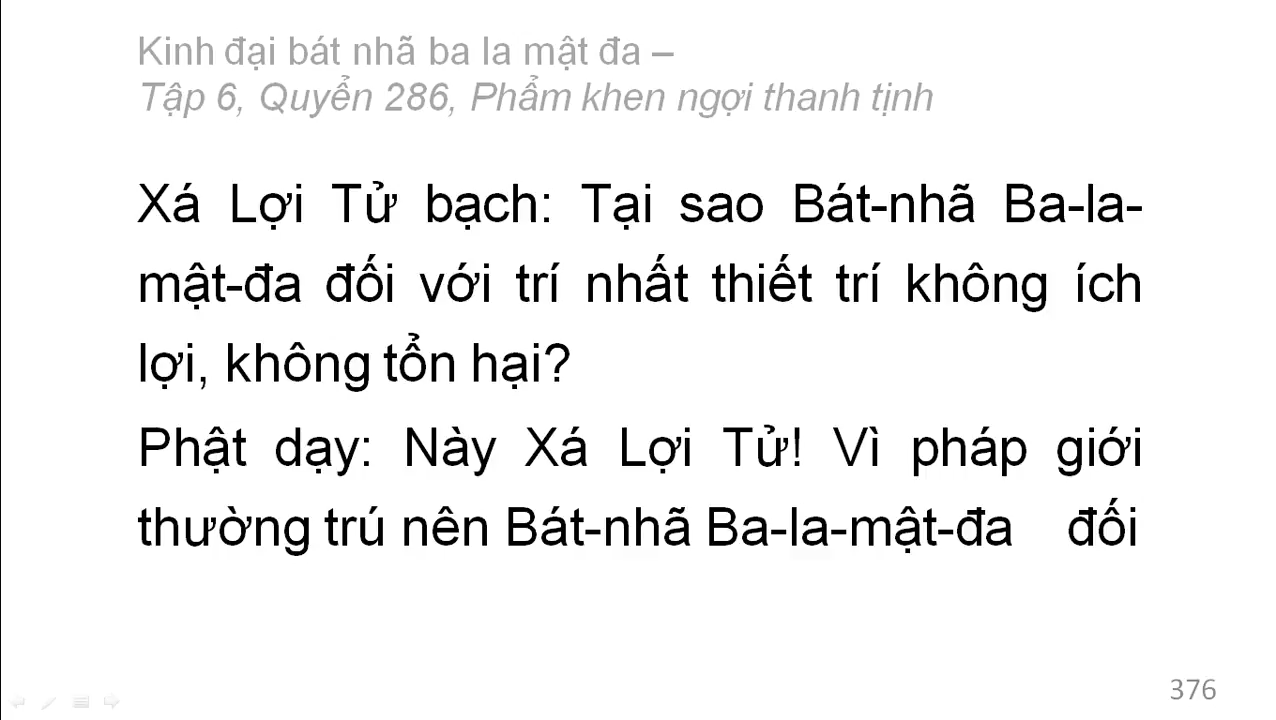 Kinh đại bát nhã ba la mật đa –
Tập 6, Quyển 286, Phẩm khen ngợi thanh tịnh
Xá Lợi Tử bạch: Tại sao Bát-nhã Ba-la-
mật-đa đối với trí nhất thiết trí không ích
lợi, không tổn hại?
Phật dạy: Này Xá Lợi Tử! Vì pháp giới
thường trú nên Bát-nhã Ba-la-mật-đa đối
376